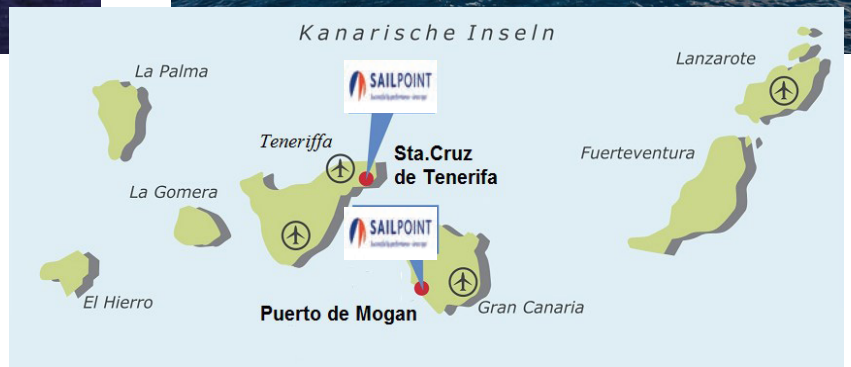 Kanarische Inseln
La Palma
Lanzarote
SAILPOINT
Teneriffa
Sta.Cruz
de Tenerifa
Fuerteventura
La Gomera
SAILPOINT
El Hierro
Puerto de Mogan
Gran Canaria